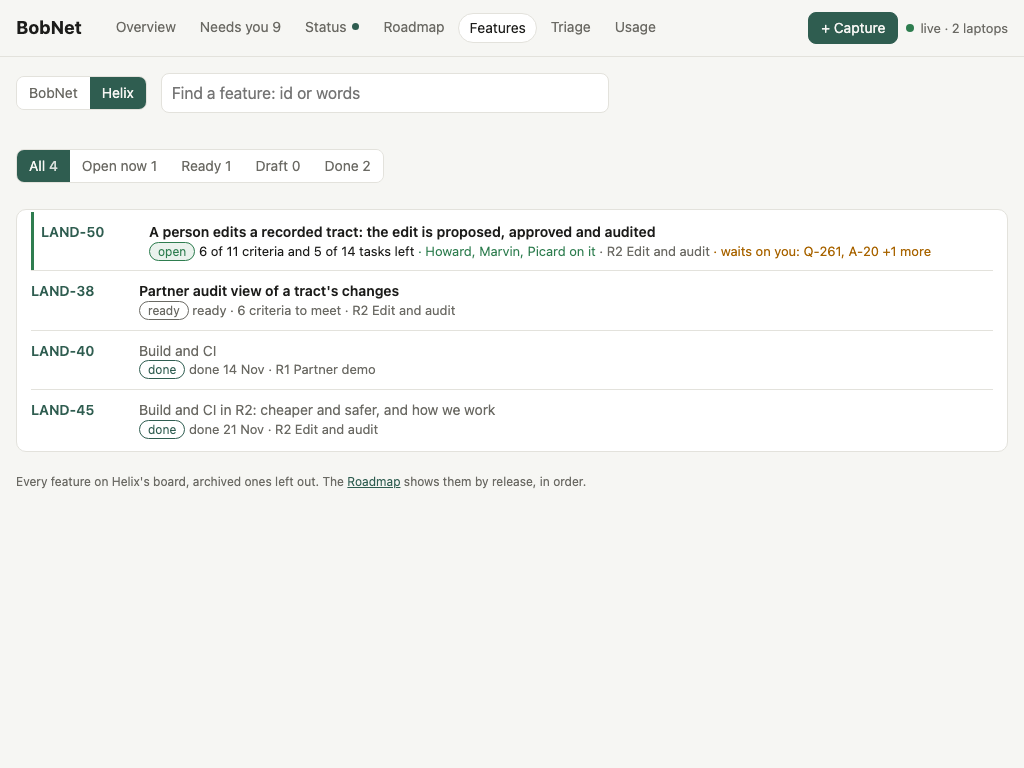 BobNet
Overview
Needs you 9
Status
Roadmap
Features
Triage
Usage
+ Capture
live · 2 laptops
BobNet
Helix
Find a feature: id or words
All 4
Open now 1
Ready 1
Draft 0
Done 2
LAND-50
A person edits a recorded tract: the edit is proposed, approved and audited
open 6 of 11 criteria and 5 of 14 tasks left · Howard, Marvin, Picard on it · R2 Edit and audit · waits on you: Q-261, A-20 +1 more
LAND-38
Partner audit view of a tract's changes
ready ready · 6 criteria to meet · R2 Edit and audit
LAND-40
Build and CI
done done 14 Nov · R1 Partner demo
LAND-45
Build and CI in R2: cheaper and safer, and how we work
done done 21 Nov · R2 Edit and audit
Every feature on Helix's board, archived ones left out. The Roadmap shows them by release, in order.